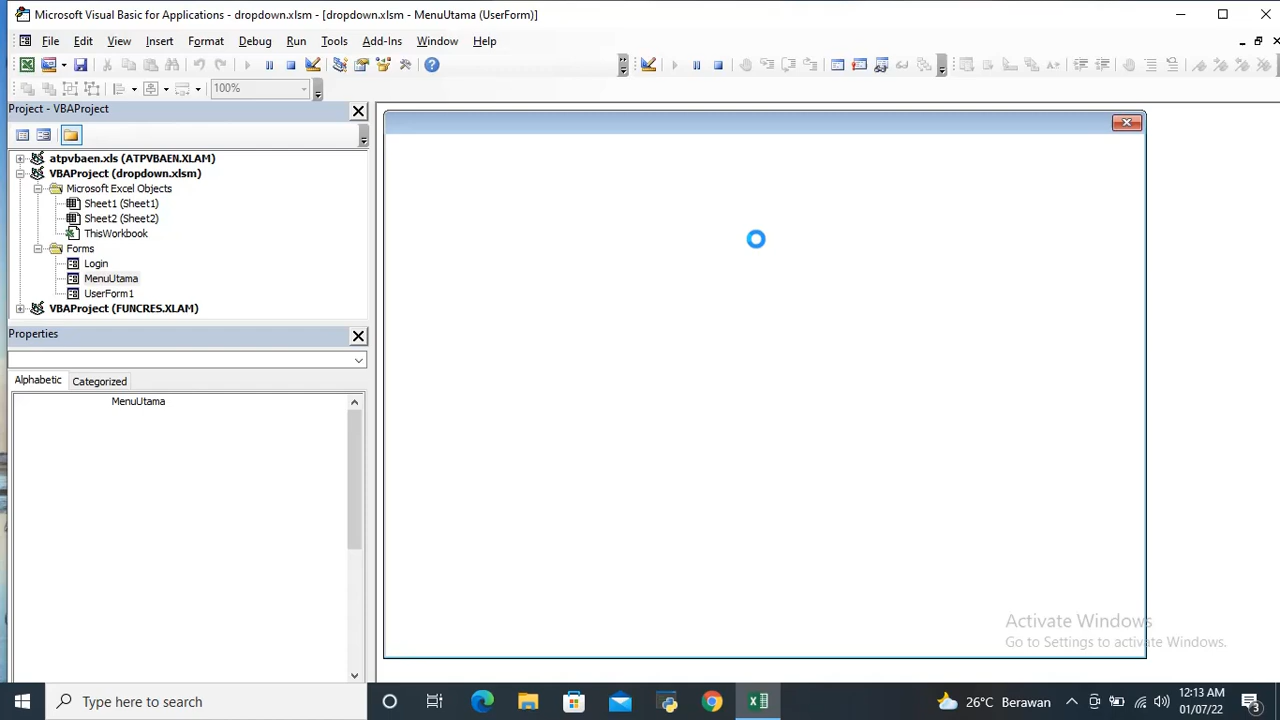 Microsoft Visual Basic for Applications - dropdown.xlsm - [dropdown.xlsm - MenuUtama (UserForm)]
File Edit View Insert Format Debug Run Tools Add-Ins Window Help
100%
Project - VBAProject
atpvbaen.xls (ATPVBAEN.XLAM)
VBAProject (dropdown.xlsm)
Microsoft Excel Objects
Sheet1 (Sheet1)
Sheet2 (Sheet2)
ThisWorkbook
Forms
Login
MenuUtama
UserForm1
VBAProject (FUNCRES.XLAM)
Properties
Alphabetic Categorized
MenuUtama
Activate Windows
Go to Settings to activate Windows.
Type here to search
26°C Berawan
12:13 AM
01/07/22
3